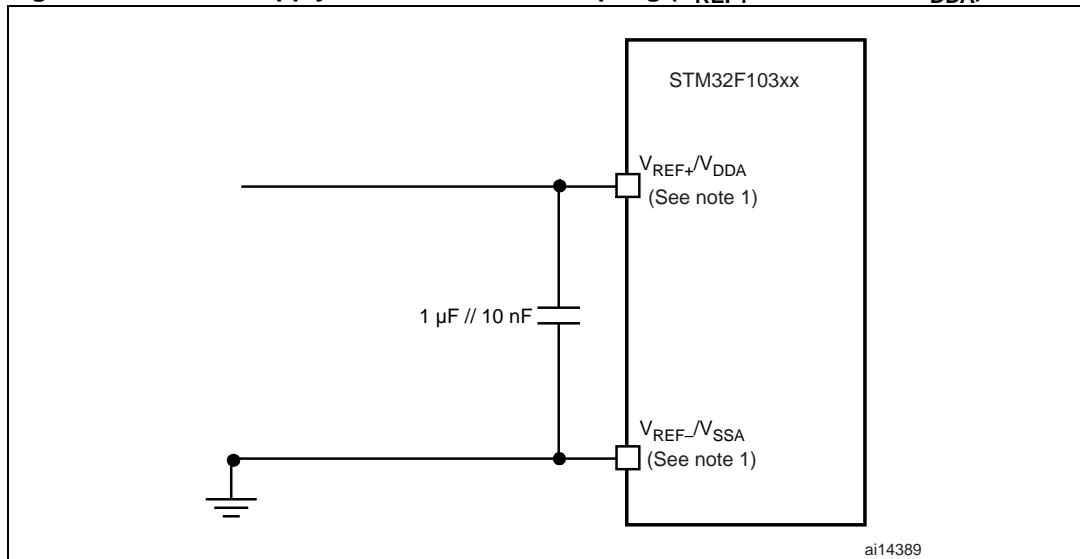 STM32F103xx
VREF+/VDDA
(See note 1)
1 µF // 10 nF
VREF–/VSSA
(See note 1)
ai14389